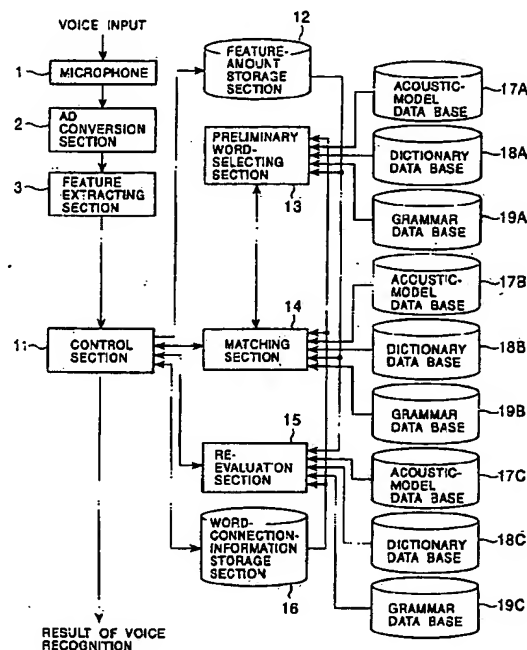 VOICE INPUT
1
MICROPHONE
2
AD
CONVERSION
SECTION
3
FEATURE
EXTRACTING
SECTION
11
CONTROL
SECTION
RESULT OF VOICE
RECOGNITION
12
FEATURE-
AMOUNT
STORAGE
SECTION
PRELIMINARY
WORD-
SELECTING
SECTION
13
14
MATCHING
SECTION
15
RE-
EVALUATION
SECTION
WORD-
CONNECTION-
INFORMATION
STORAGE
SECTION
16
ACOUSTIC-
MODEL
DATA BASE
17A
DICTIONARY
DATA BASE
18A
GRAMMAR
DATA BASE
19A
ACOUSTIC-
MODEL
DATA BASE
17B
DICTIONARY
DATA BASE
18B
GRAMMAR
DATA BASE
19B
ACOUSTIC-
MODEL
DATA BASE
17C
DICTIONARY
DATA BASE
18C
GRAMMAR
DATA BASE
19C